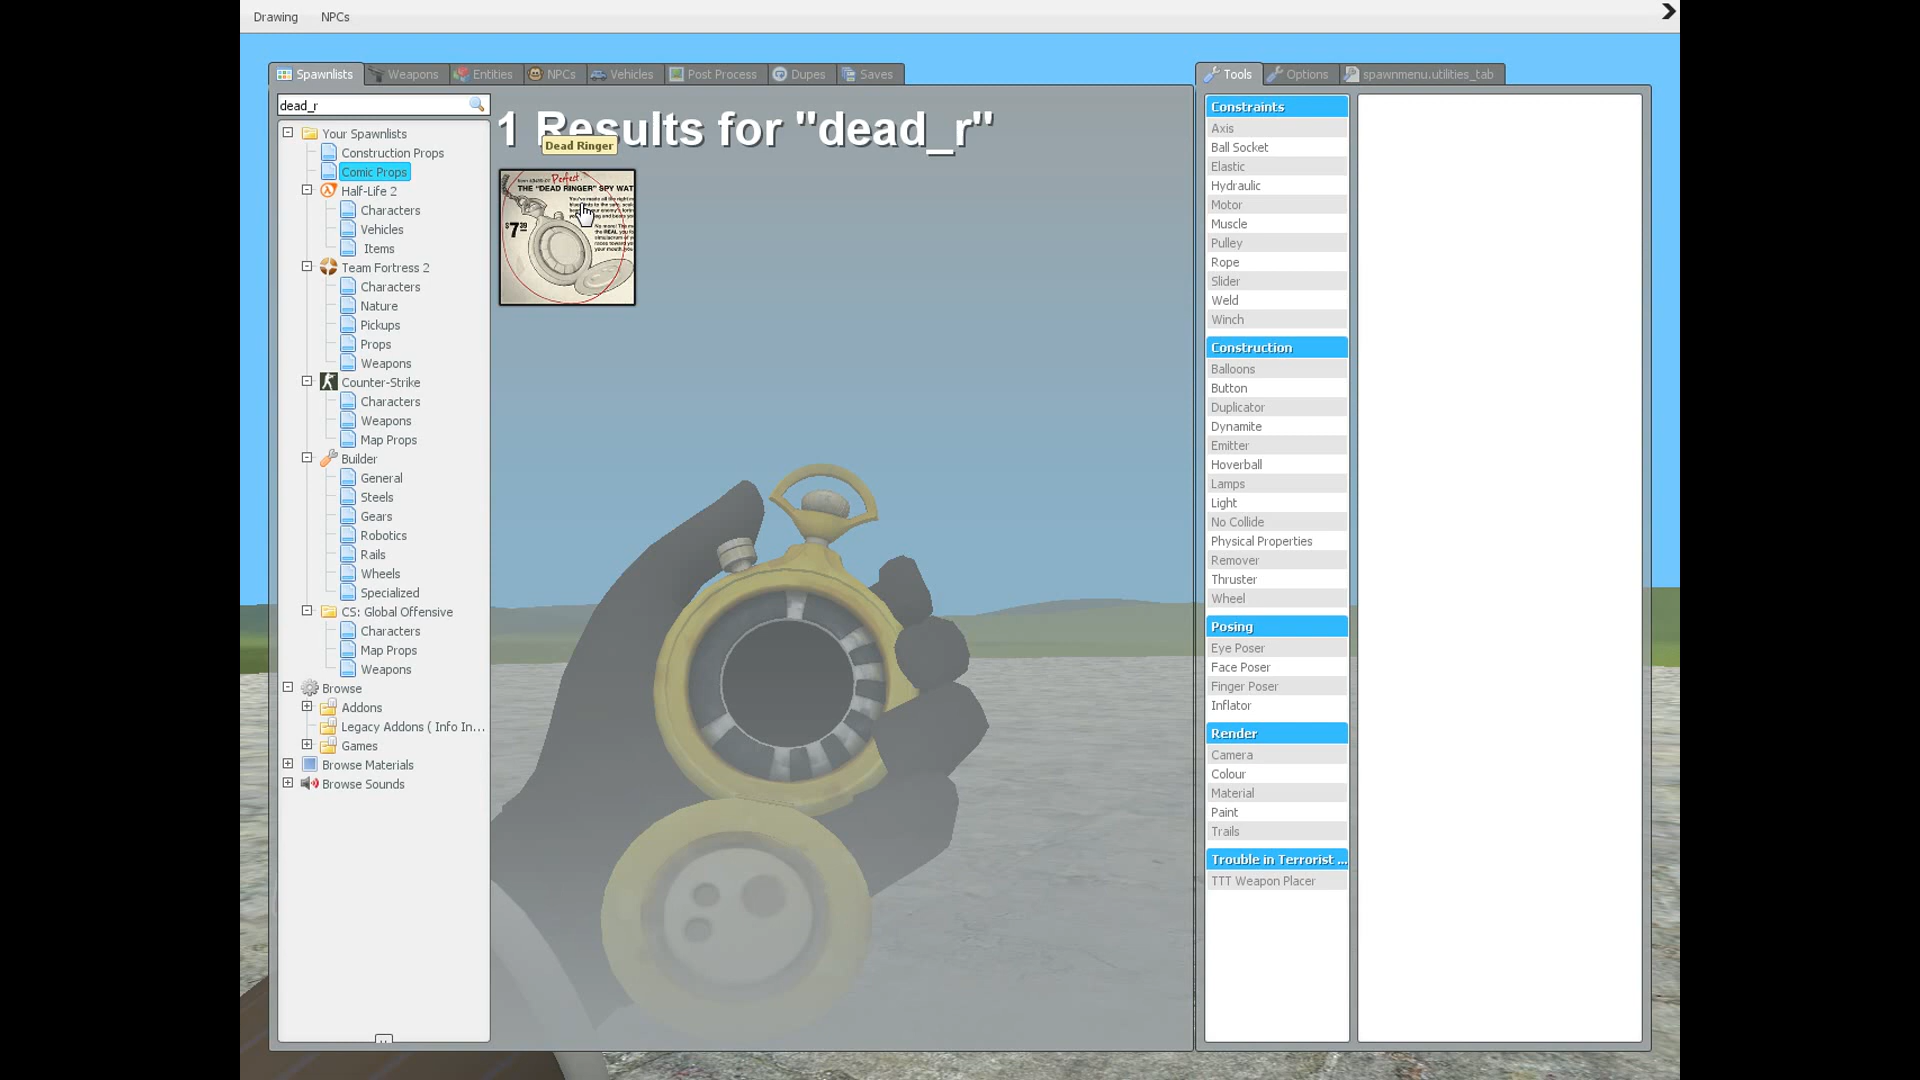 Drawing NPCs
Spawnlists Weapons Entities NPCs Vehicles Post Process Dupes Saves
dead_r
Your Spawnlists
Construction Props
Comic Props
Half-Life 2
Characters
Vehicles
Items
Team Fortress 2
Characters
Nature
Pickups
Props
Weapons
Counter-Strike
Characters
Weapons
Map Props
Builder
General
Steels
Gears
Robotics
Rails
Wheels
Specialized
CS: Global Offensive
Characters
Map Props
Weapons
Browse
Addons
Legacy Addons ( Info In...
Games
Browse Materials
Browse Sounds
1 Results for "dead_r"
Dead Ringer
Perfect.
THE "DEAD RINGER" SPY WAT
$7.39
Tools Options spawnmenu.utilities_tab
Constraints
Axis
Ball Socket
Elastic
Hydraulic
Motor
Muscle
Pulley
Rope
Slider
Weld
Winch
Construction
Balloons
Button
Duplicator
Dynamite
Emitter
Hoverball
Lamps
Light
No Collide
Physical Properties
Remover
Thruster
Wheel
Posing
Eye Poser
Face Poser
Finger Poser
Inflator
Render
Camera
Colour
Material
Paint
Trails
Trouble in Terrorist ...
TTT Weapon Placer